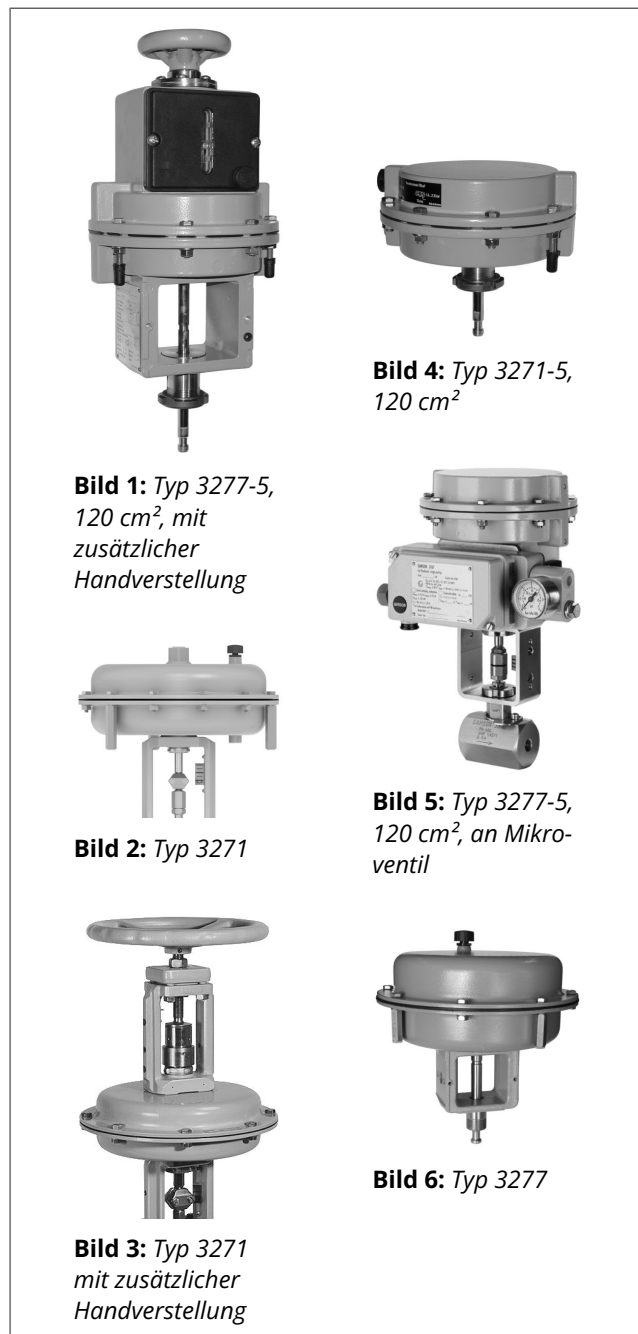 Bild 1: Typ 3277-5,
120 cm², mit
zusätzlicher
Handverstellung
Bild 2: Typ 3271
Bild 3: Typ 3271
mit zusätzlicher
Handverstellung
Bild 4: Typ 3271-5,
120 cm²
Bild 5: Typ 3277-5,
120 cm², an Mikro-
ventil
Bild 6: Typ 3277